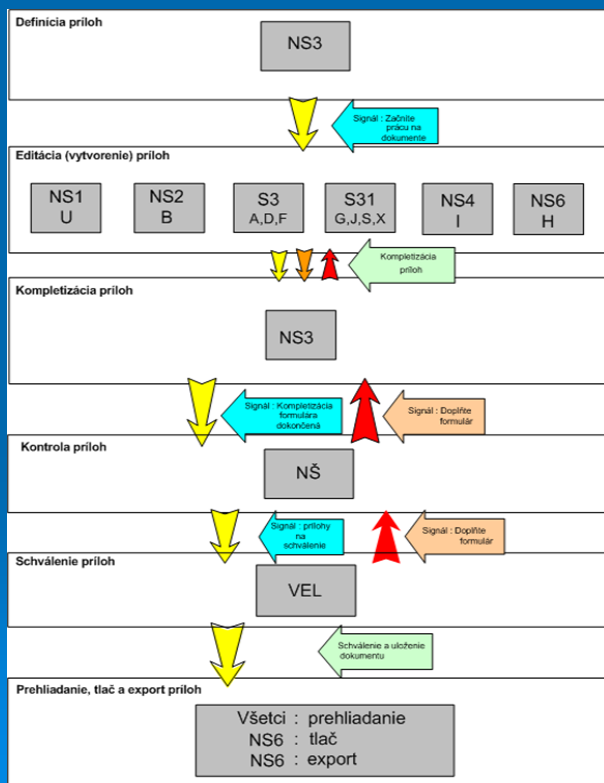 Definícia príloh
NS3
Signál : Začnite
prácu na
dokumente
Editácia (vytvorenie) príloh
NS1
U
NS2
B
S3
A,D,F
S31
G,J,S,X
NS4
I
NS6
H
Kompletizácia
príloh
Kompletizácia príloh
NS3
Signál : Kompletizácia
formulára
dokončená
Signál : Doplňte
formulár
Kontrola príloh
NŠ
Signál : prílohy
na
schválenie
Signál : Doplňte
formulár
Schválenie príloh
VEL
Schválenie a uloženie
dokumentu
Prehliadanie, tlač a export príloh
Všetci : prehliadanie
NS6 : tlač
NS6 : export